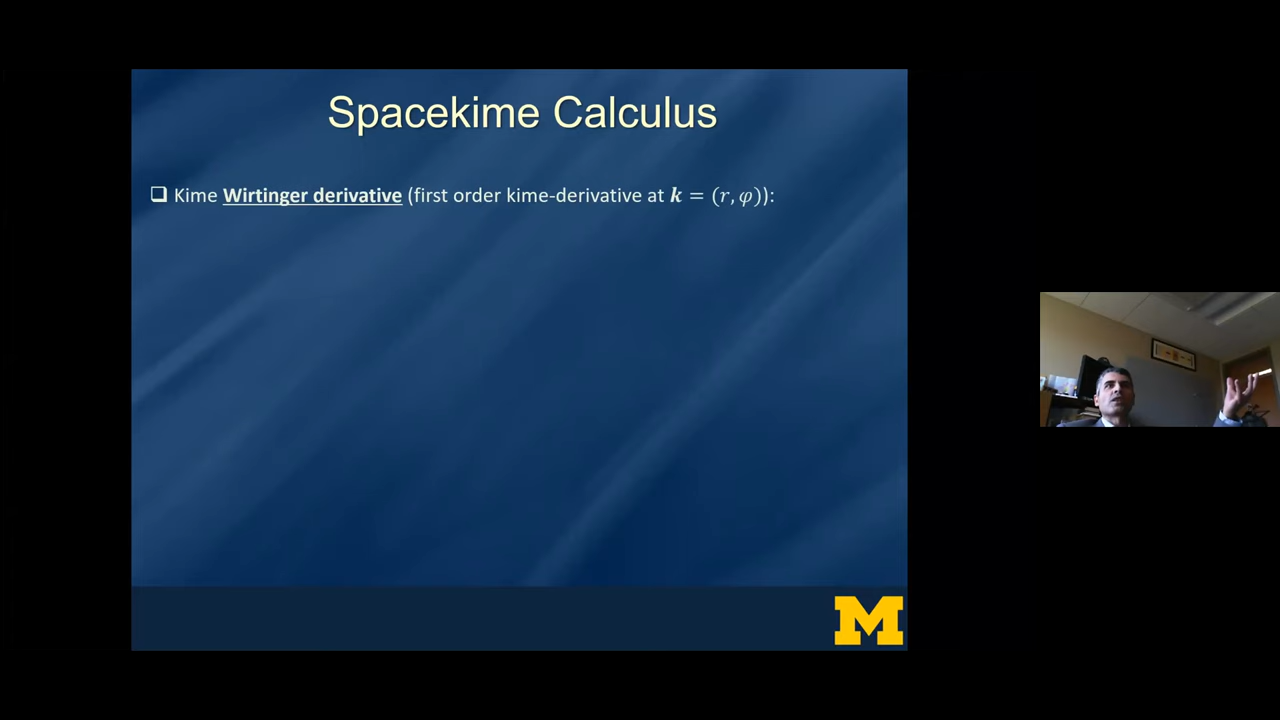 Spacekime Calculus
❑ Kime Wirtinger derivative (first order kime-derivative at 𝒌 = (𝑟, 𝜑)):
M